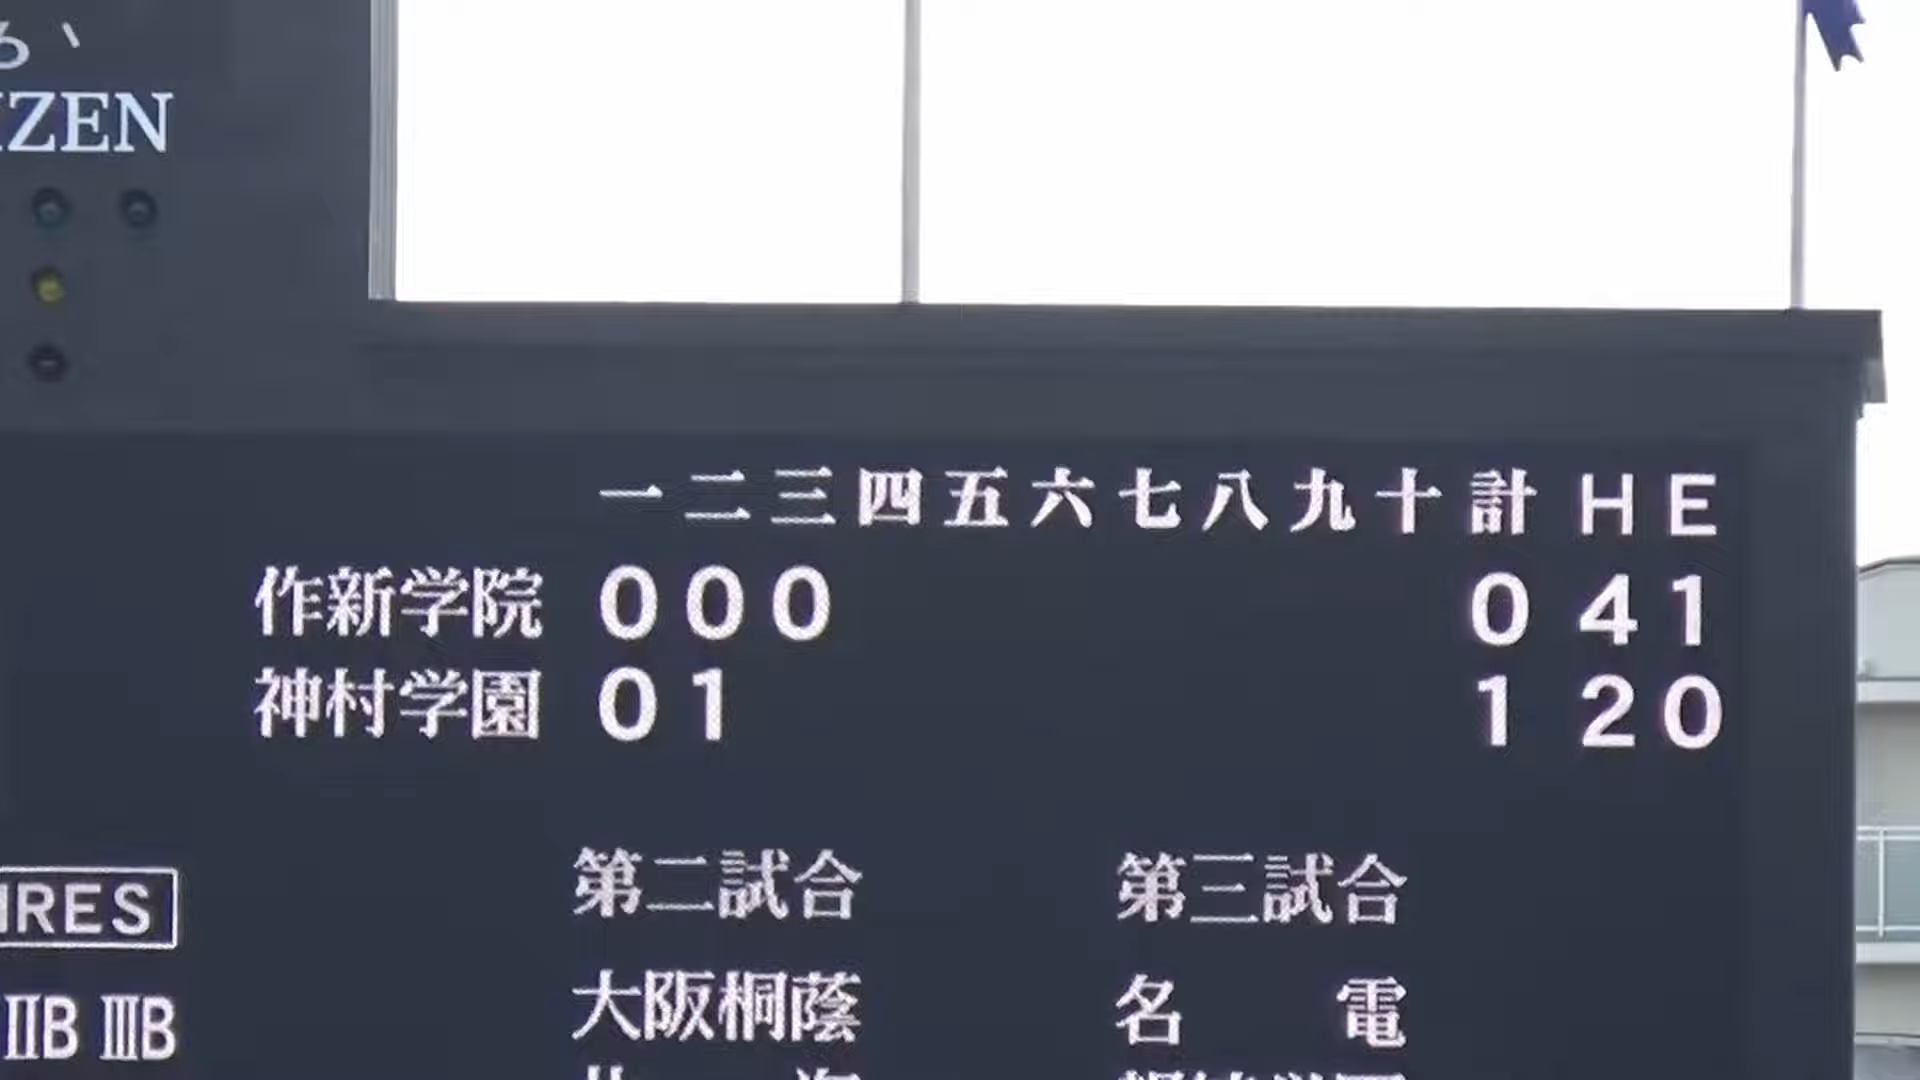 一二三四五六七八九十計 H E
作新学院 0 0 0 0 4 1
神村学園 0 1 1 2 0
第二試合 第三試合
大阪桐蔭 名 電
ⅡB ⅢB